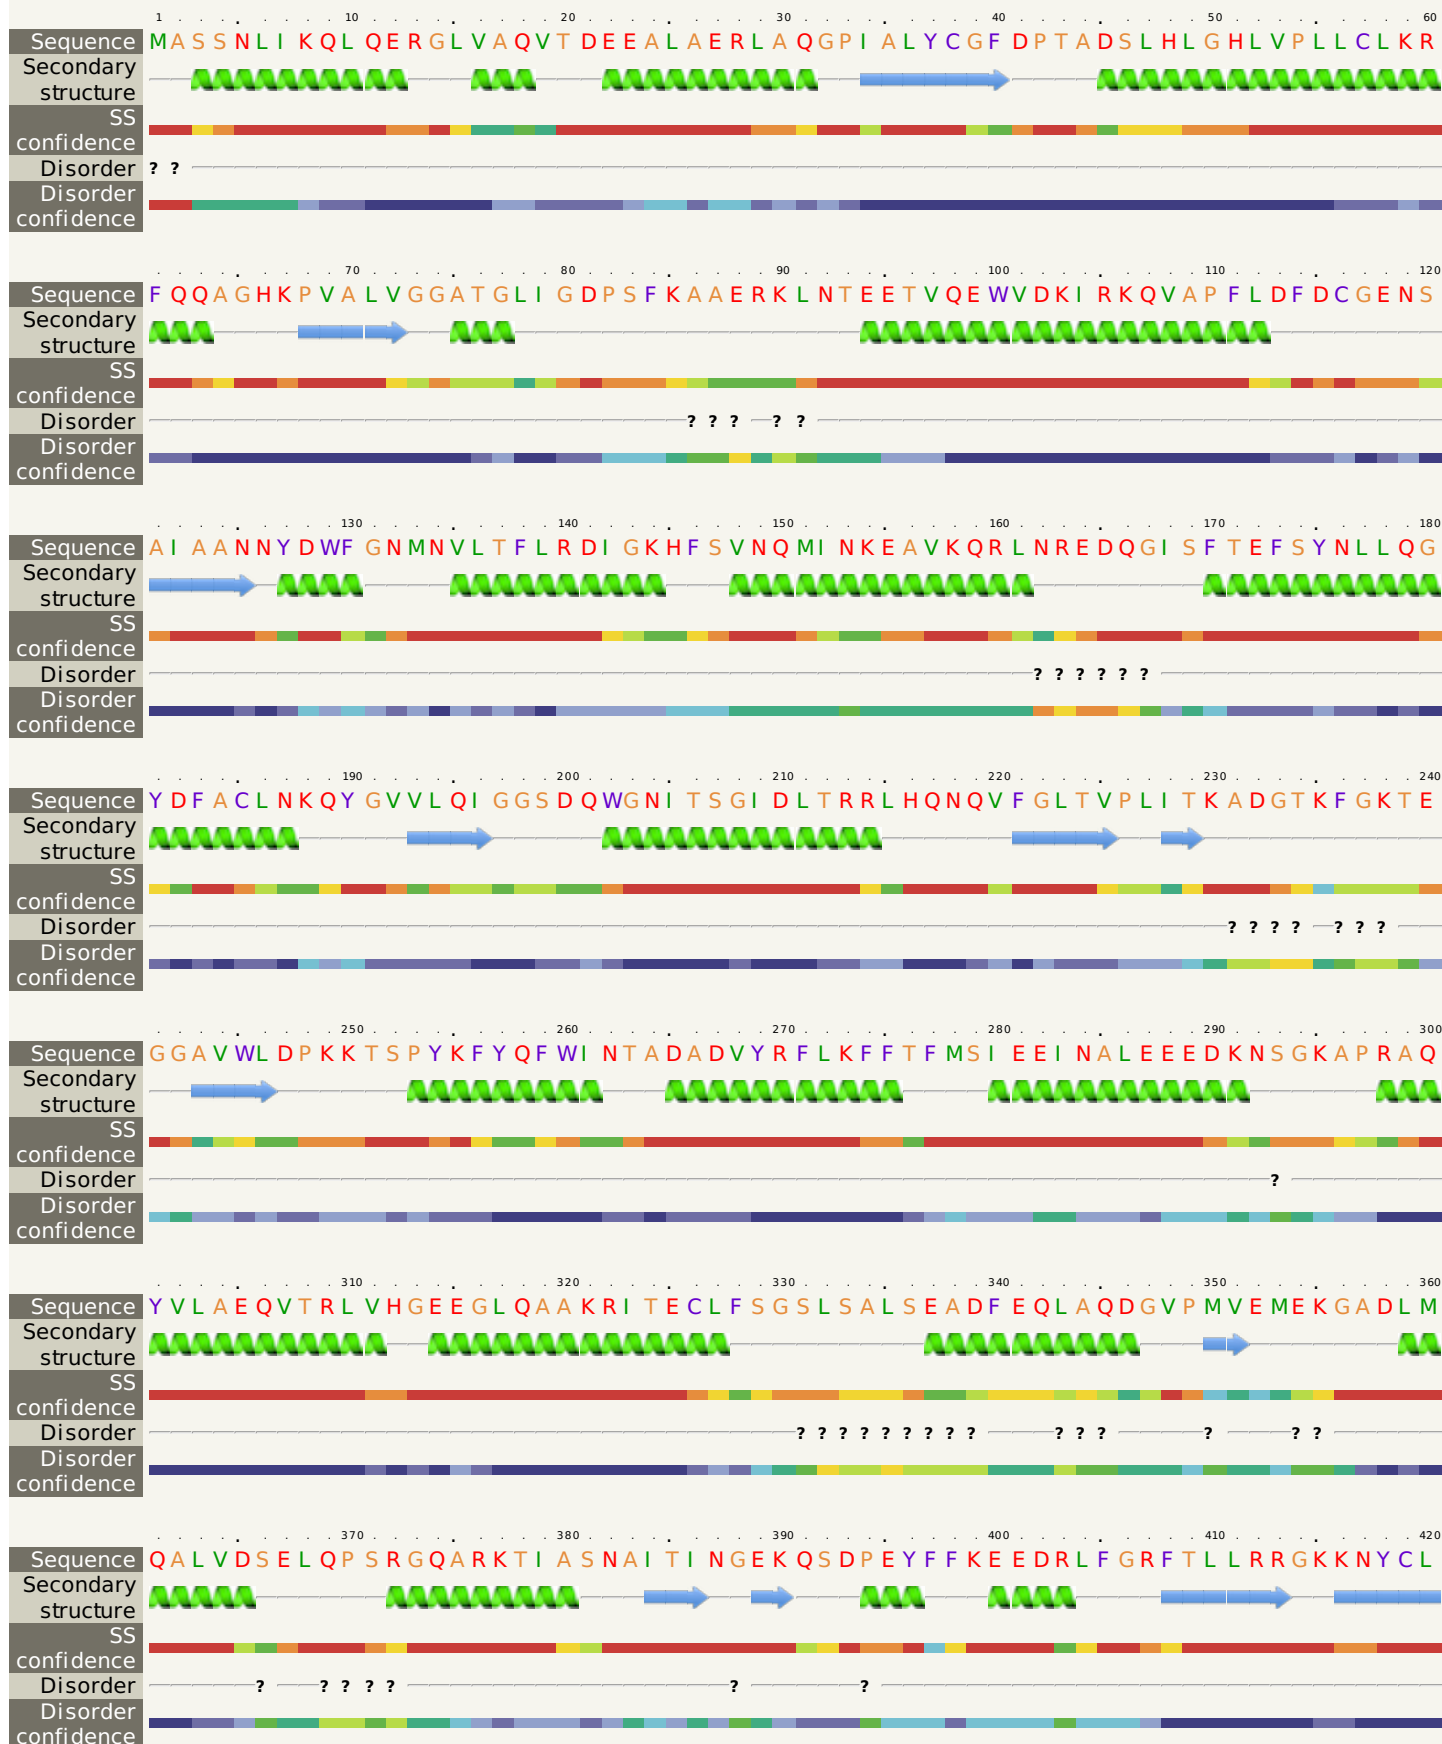 1 10 20 30 40 50 60
Sequence MASSNLIKQLQERGLVAQVTDEEALAERLAQGPIALYCGFDPTADSLHLGHLVPLLCLKR
Secondary
structure
SS
confidence
Disorder ? ?
Disorder
confidence
70 80 90 100 110 120
Sequence FQQAGHKPVALVGGATGLIGDPSFKAAERKLNTEETVQEWVDKIRKQVAPFLDFDCGENS
Secondary
structure
SS
confidence
Disorder ? ? ? ? ?
Disorder
confidence
130 140 150 160 170 180
Sequence AIAANNYDWFGNMNVLTFLRDIGKHFSVNQMINKEAVKQRLNREDQGISFTEFSYNLLQG
Secondary
structure
SS
confidence
Disorder ? ? ? ? ? ?
Disorder
confidence
190 200 210 220 230 240
Sequence YDFACLNKQYGVVLQIGGSDQWGNITSGIDLTRRLHQNQVFGLTVPLITKADGTKFGKTE
Secondary
structure
SS
confidence
Disorder ? ? ? ? ? ? ?
Disorder
confidence
250 260 270 280 290 300
Sequence GGAVWLDPKKTSPYKFYQFWINTADADVYRFLKFFTFMSIEEINALEEEDKNSGKAPRAQ
Secondary
structure
SS
confidence
Disorder ?
Disorder
confidence
310 320 330 340 350 360
Sequence YVLAEQVTRLVHGEEGLQAAKRITECLFSGSLSALSEADFEQLAQDGVPMVEMEKGADLM
Secondary
structure
SS
confidence
Disorder ? ? ? ? ? ? ? ? ? ? ? ? ? ? ?
Disorder
confidence
370 380 390 400 410 420
Sequence QALVDSELQPSRGQARKTIASNAITINGEKQSDPEYFFKEEDRLFGRFTLLRRGKKNYCL
Secondary
structure
SS
confidence
Disorder ? ? ? ? ? ? ?
Disorder
confidence